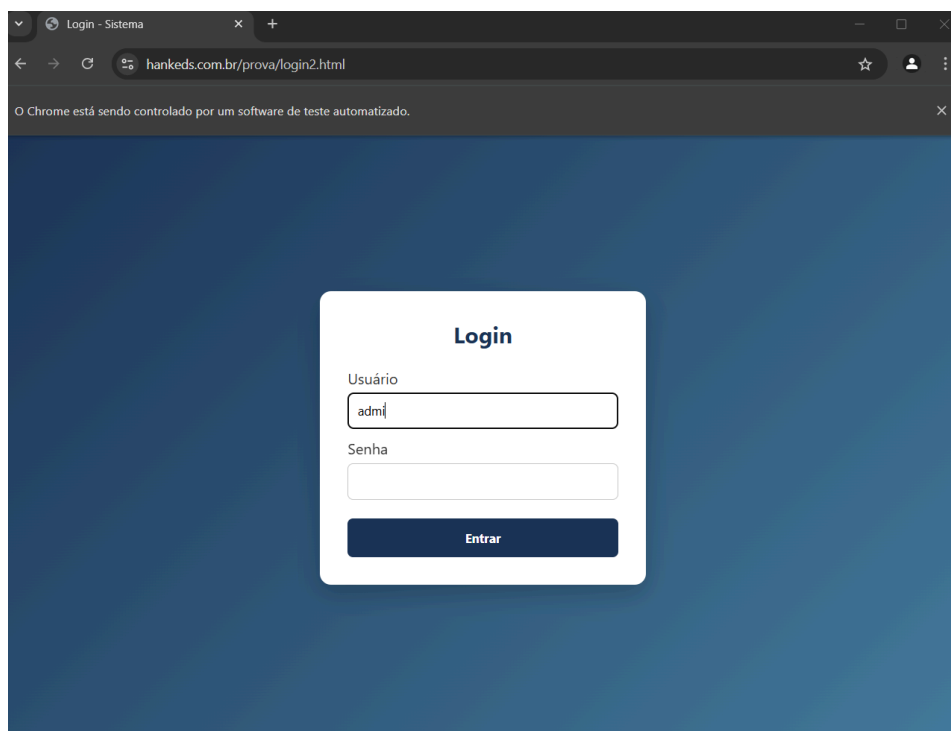 Login - Sistema
hankeds.com.br/prova/login2.html
O Chrome está sendo controlado por um software de teste automatizado.
Login
Usuário
admi
Senha
Entrar